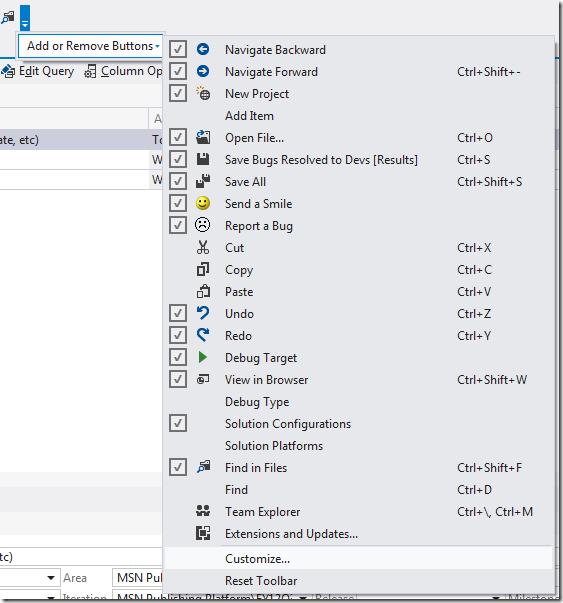 Add or Remove Buttons
Edit Query
Column Op
A
ate, etc)
To
W
W
Navigate Backward
Navigate Forward Ctrl+Shift+-
New Project
Add Item
Open File... Ctrl+O
Save Bugs Resolved to Devs [Results] Ctrl+S
Save All Ctrl+Shift+S
Send a Smile
Report a Bug
Cut Ctrl+X
Copy Ctrl+C
Paste Ctrl+V
Undo Ctrl+Z
Redo Ctrl+Y
Debug Target
View in Browser Ctrl+Shift+W
Debug Type
Solution Configurations
Solution Platforms
Find in Files Ctrl+Shift+F
Find Ctrl+D
Team Explorer Ctrl+\, Ctrl+M
Extensions and Updates...
Customize...
Reset Toolbar
tc)
Area MSN Pub
Iteration MSN Publishing Platform\FY12Q Release Milestone